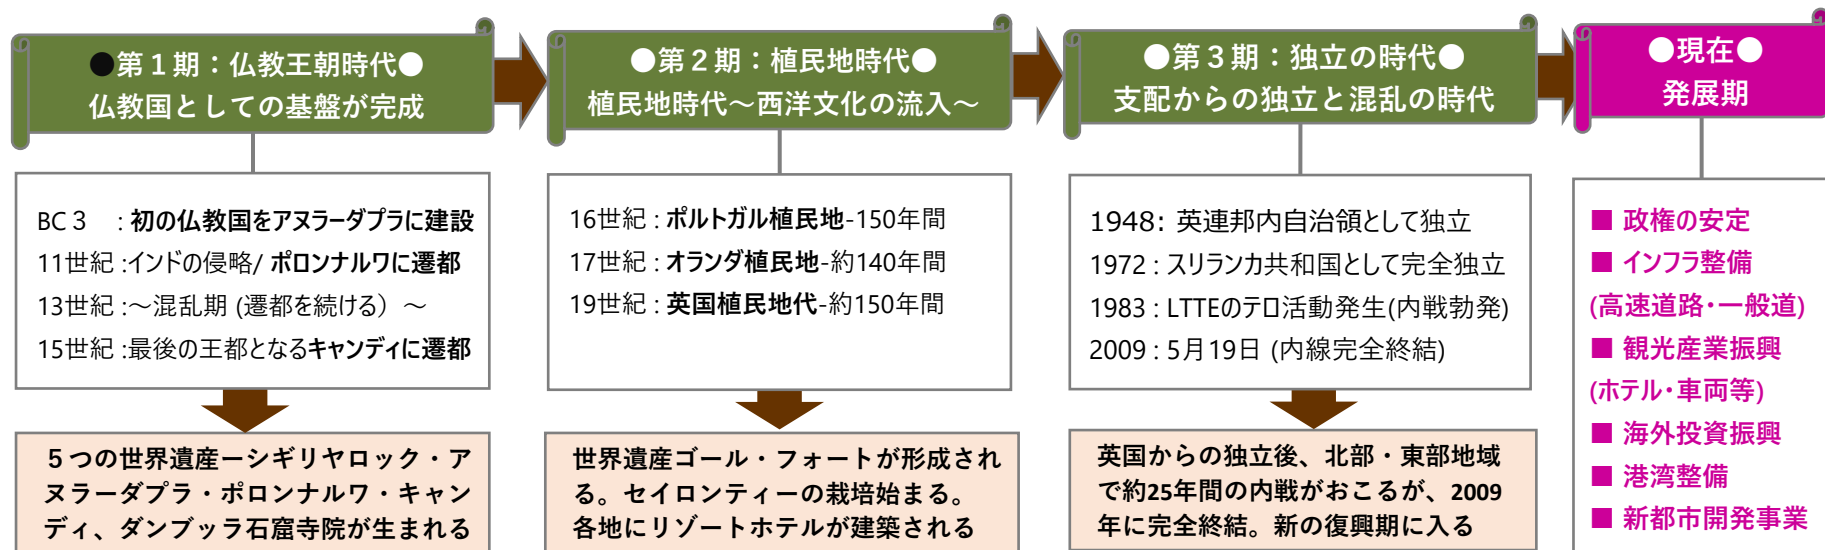 ●第１期：仏教王朝時代●
仏教国としての基盤が完成
BC３ : 初の仏教国をアヌラーダプラに建設
11世紀 :インドの侵略/ ポロンナルワに遷都
13世紀 :～混乱期 (遷都を続ける）～
15世紀 :最後の王都となるキャンディに遷都
５つの世界遺産ーシギリヤロック・ア
ヌラーダプラ・ポロンナルワ・キャン
ディ、ダンブッラ石窟寺院が生まれる
●第２期：植民地時代●
植民地時代～西洋文化の流入～
16世紀 : ポルトガル植民地-150年間
17世紀 : オランダ植民地-約140年間
19世紀 : 英国植民地代-約150年間
世界遺産ゴール・フォートが形成され
る。セイロンティーの栽培始まる。
各地にリゾートホテルが建築される
●第３期：独立の時代●
支配からの独立と混乱の時代
1948: 英連邦内自治領として独立
1972 : スリランカ共和国として完全独立
1983 : LTTEのテロ活動発生(内戦勃発)
2009 : 5月19日 (内線完全終結)
英国からの独立後、北部・東部地域
で約25年間の内戦がおこるが、2009
年に完全終結。新の復興期に入る
●現在●
発展期
■ 政権の安定
■ インフラ整備
(高速道路・一般道)
■ 観光産業振興
(ホテル・車両等)
■ 海外投資振興
■ 港湾整備
■ 新都市開発事業